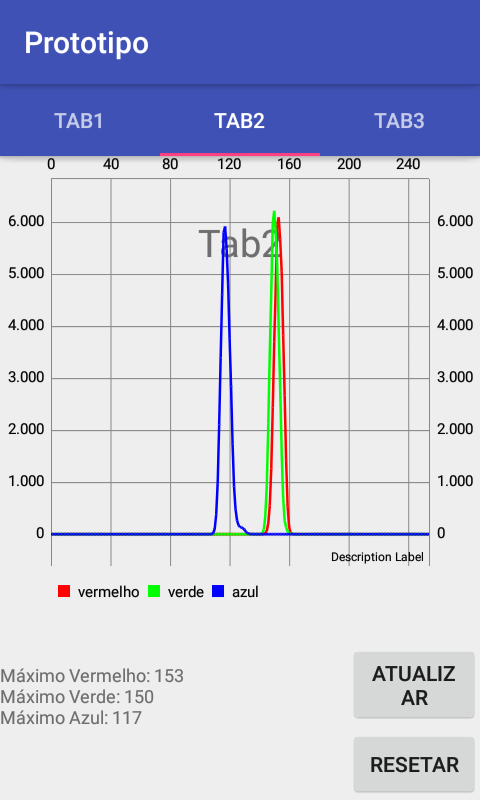 Prototipo
TAB1 TAB2 TAB3
0 40 80 120 160 200 240
6.000 6.000
Tab2
5.000 5.000
4.000 4.000
3.000 3.000
2.000 2.000
1.000 1.000
0 0
Description Label
vermelho verde azul
Máximo Vermelho: 153
Máximo Verde: 150
Máximo Azul: 117
ATUALIZ
AR
RESETAR